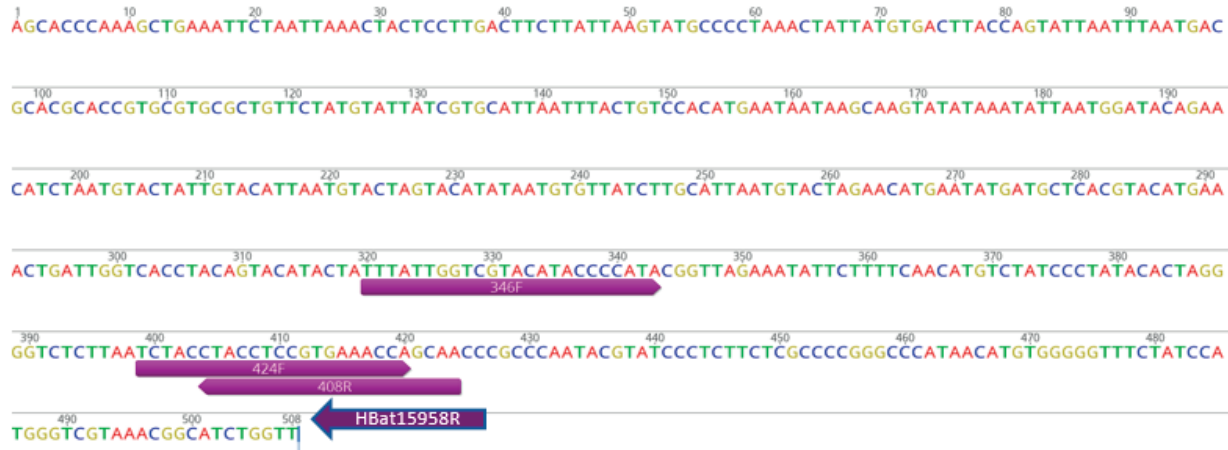 1 10 20 30 40 50 60 70 80 90
AGCACCCAAAGCTGAAATTCTAATTAAACTACTCCTTGACTTCTTATTAAGTATGCCCCTAAACTATTATGTGACTTACCAGTATTAATTTAATGAC
100 110 120 130 140 150 160 170 180 190
GCACGCACCGTGCGTGCGCTGTTCTATGTATTATCGTGCATTAATTTACTGTCCACATGAATAATAAGCAAGTATATAAATATTAATGGATACAGAA
200 210 220 230 240 250 260 270 280 290
CATCTAATGTACTATTGTACATTAATGTACTAGTACATATAATGTGTTATCTTGCATTAATGTACTAGAACATGAATATGATGCTCACGTACATGAA
300 310 320 330 340 350 360 370 380
ACTGATTGGTCACCTACAGTACATACTATTTATTGGTCGTACATACCCCATACGGTTAGAAATATTCTTTTCAACATGTCTATCCCTATACACTAGG
346F
390 400 410 420 430 440 450 460 470 480
GGTCTCTTAATCTACCTACCTCCGTGAAACCAGCAACCCGCCCAATACGTATCCCTCTTCTCGCCCCGGGCCCATAACATGTGGGGGTTTCTATCCA
424F
408R
490 500 508 HBat15958R
TGGGTCGTAAACGGCATCTGGTT